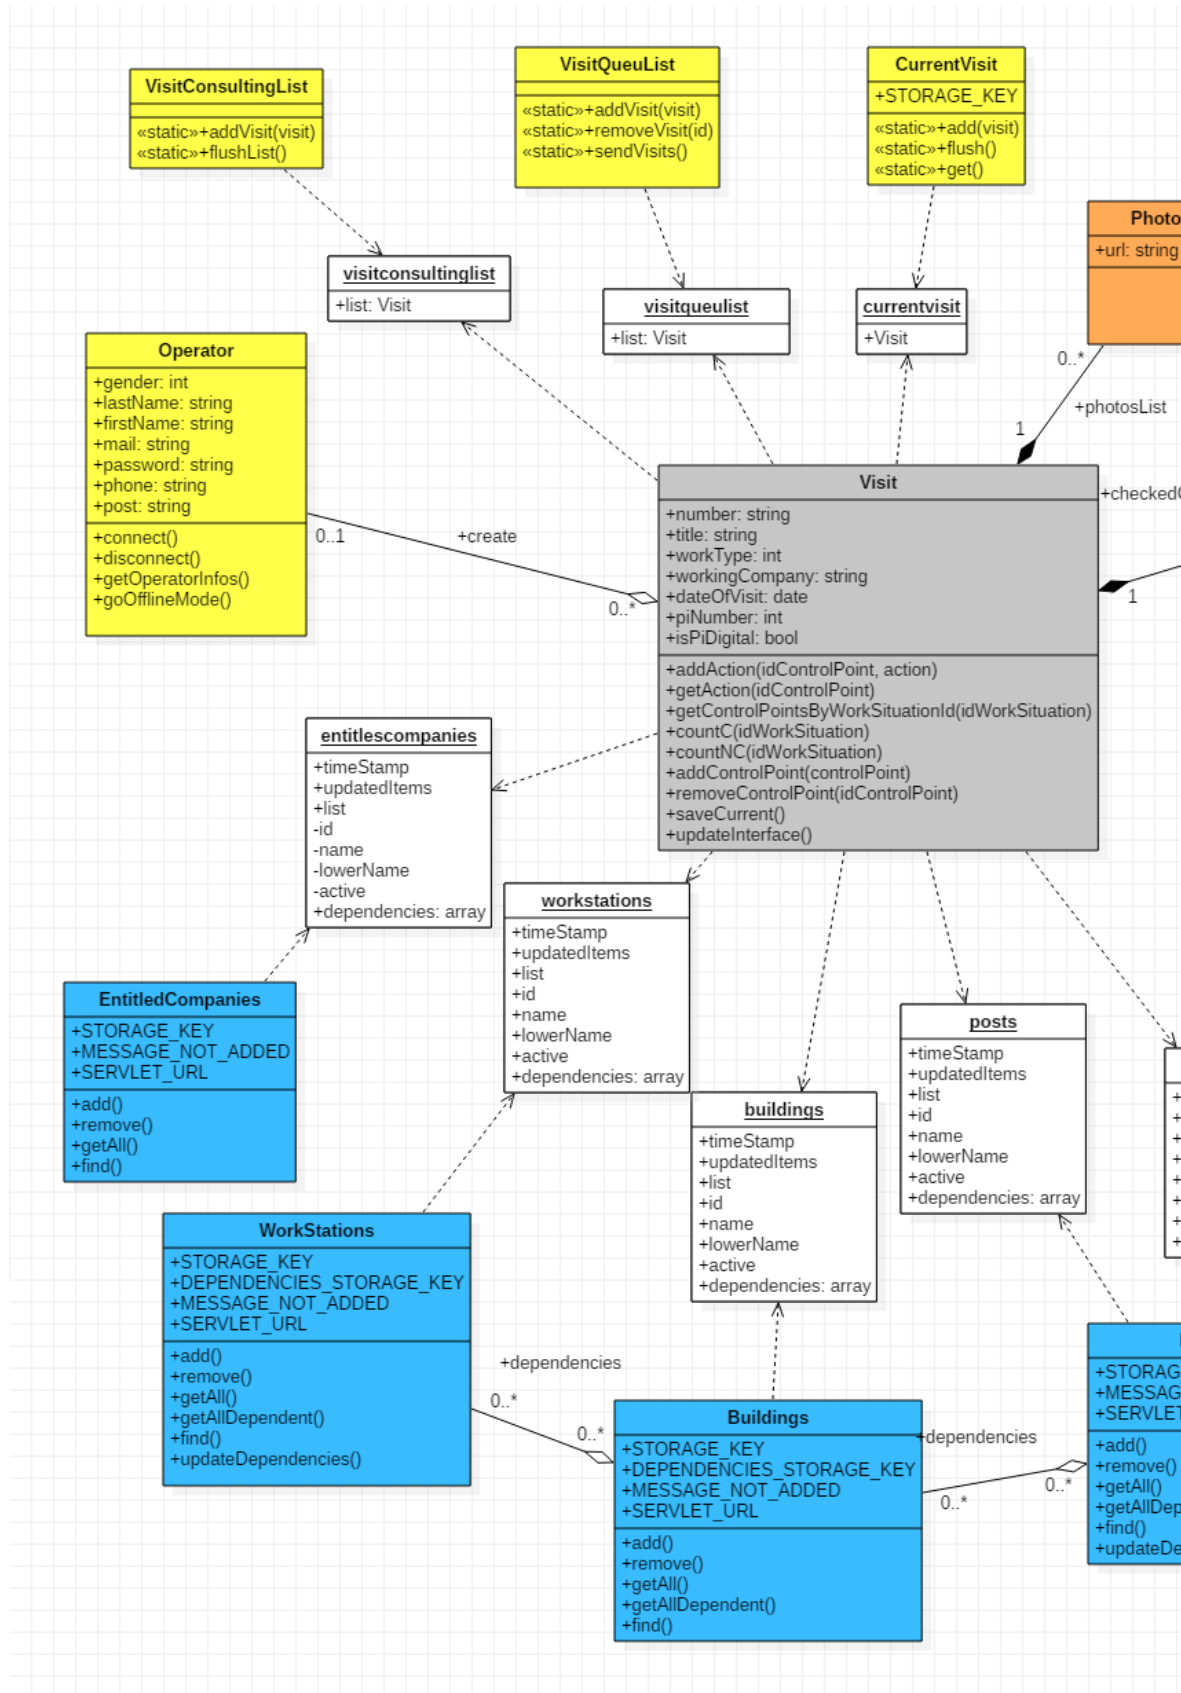 VisitConsultingList
«static»+addVisit(visit)
«static»+flushList()
VisitQueuList
«static»+addVisit(visit)
«static»+removeVisit(id)
«static»+sendVisits()
CurrentVisit
+STORAGE_KEY
«static»+add(visit)
«static»+flush()
«static»+get()
Photo
+url: string
visitconsultinglist
+list: Visit
visitqueulist
+list: Visit
currentvisit
+Visit
0..*
+photosList
1
Operator
+gender: int
+lastName: string
+firstName: string
+mail: string
+password: string
+phone: string
+post: string
+connect()
+disconnect()
+getOperatorInfos()
+goOfflineMode()
0..1
+create
0..*
Visit
+number: string
+title: string
+workType: int
+workingCompany: string
+dateOfVisit: date
+piNumber: int
+isPiDigital: bool
+addAction(idControlPoint, action)
+getAction(idControlPoint)
+getControlPointsByWorkSituationId(idWorkSituation)
+countC(idWorkSituation)
+countNC(idWorkSituation)
+addControlPoint(controlPoint)
+removeControlPoint(idControlPoint)
+saveCurrent()
+updateInterface()
1
entitlescompanies
+timeStamp
+updatedItems
+list
-id
-name
-lowerName
-active
+dependencies: array
workstations
+timeStamp
+updatedItems
+list
+id
+name
+lowerName
+active
+dependencies: array
EntitledCompanies
+STORAGE_KEY
+MESSAGE_NOT_ADDED
+SERVLET_URL
+add()
+remove()
+getAll()
+find()
posts
+timeStamp
+updatedItems
+list
+id
+name
+lowerName
+active
+dependencies: array
buildings
+timeStamp
+updatedItems
+list
+id
+name
+lowerName
+active
+dependencies: array
WorkStations
+STORAGE_KEY
+DEPENDENCIES_STORAGE_KEY
+MESSAGE_NOT_ADDED
+SERVLET_URL
+add()
+remove()
+getAll()
+getAllDependent()
+find()
+updateDependencies()
+dependencies
0..*
0..*
Buildings
+STORAGE_KEY
+DEPENDENCIES_STORAGE_KEY
+MESSAGE_NOT_ADDED
+SERVLET_URL
+add()
+remove()
+getAll()
+getAllDependent()
+find()
+dependencies
0..*
0..*
+STORAG
+MESSAG
+SERVLET
+add()
+remove()
+getAll()
+getAllDep
+find()
+updateDe